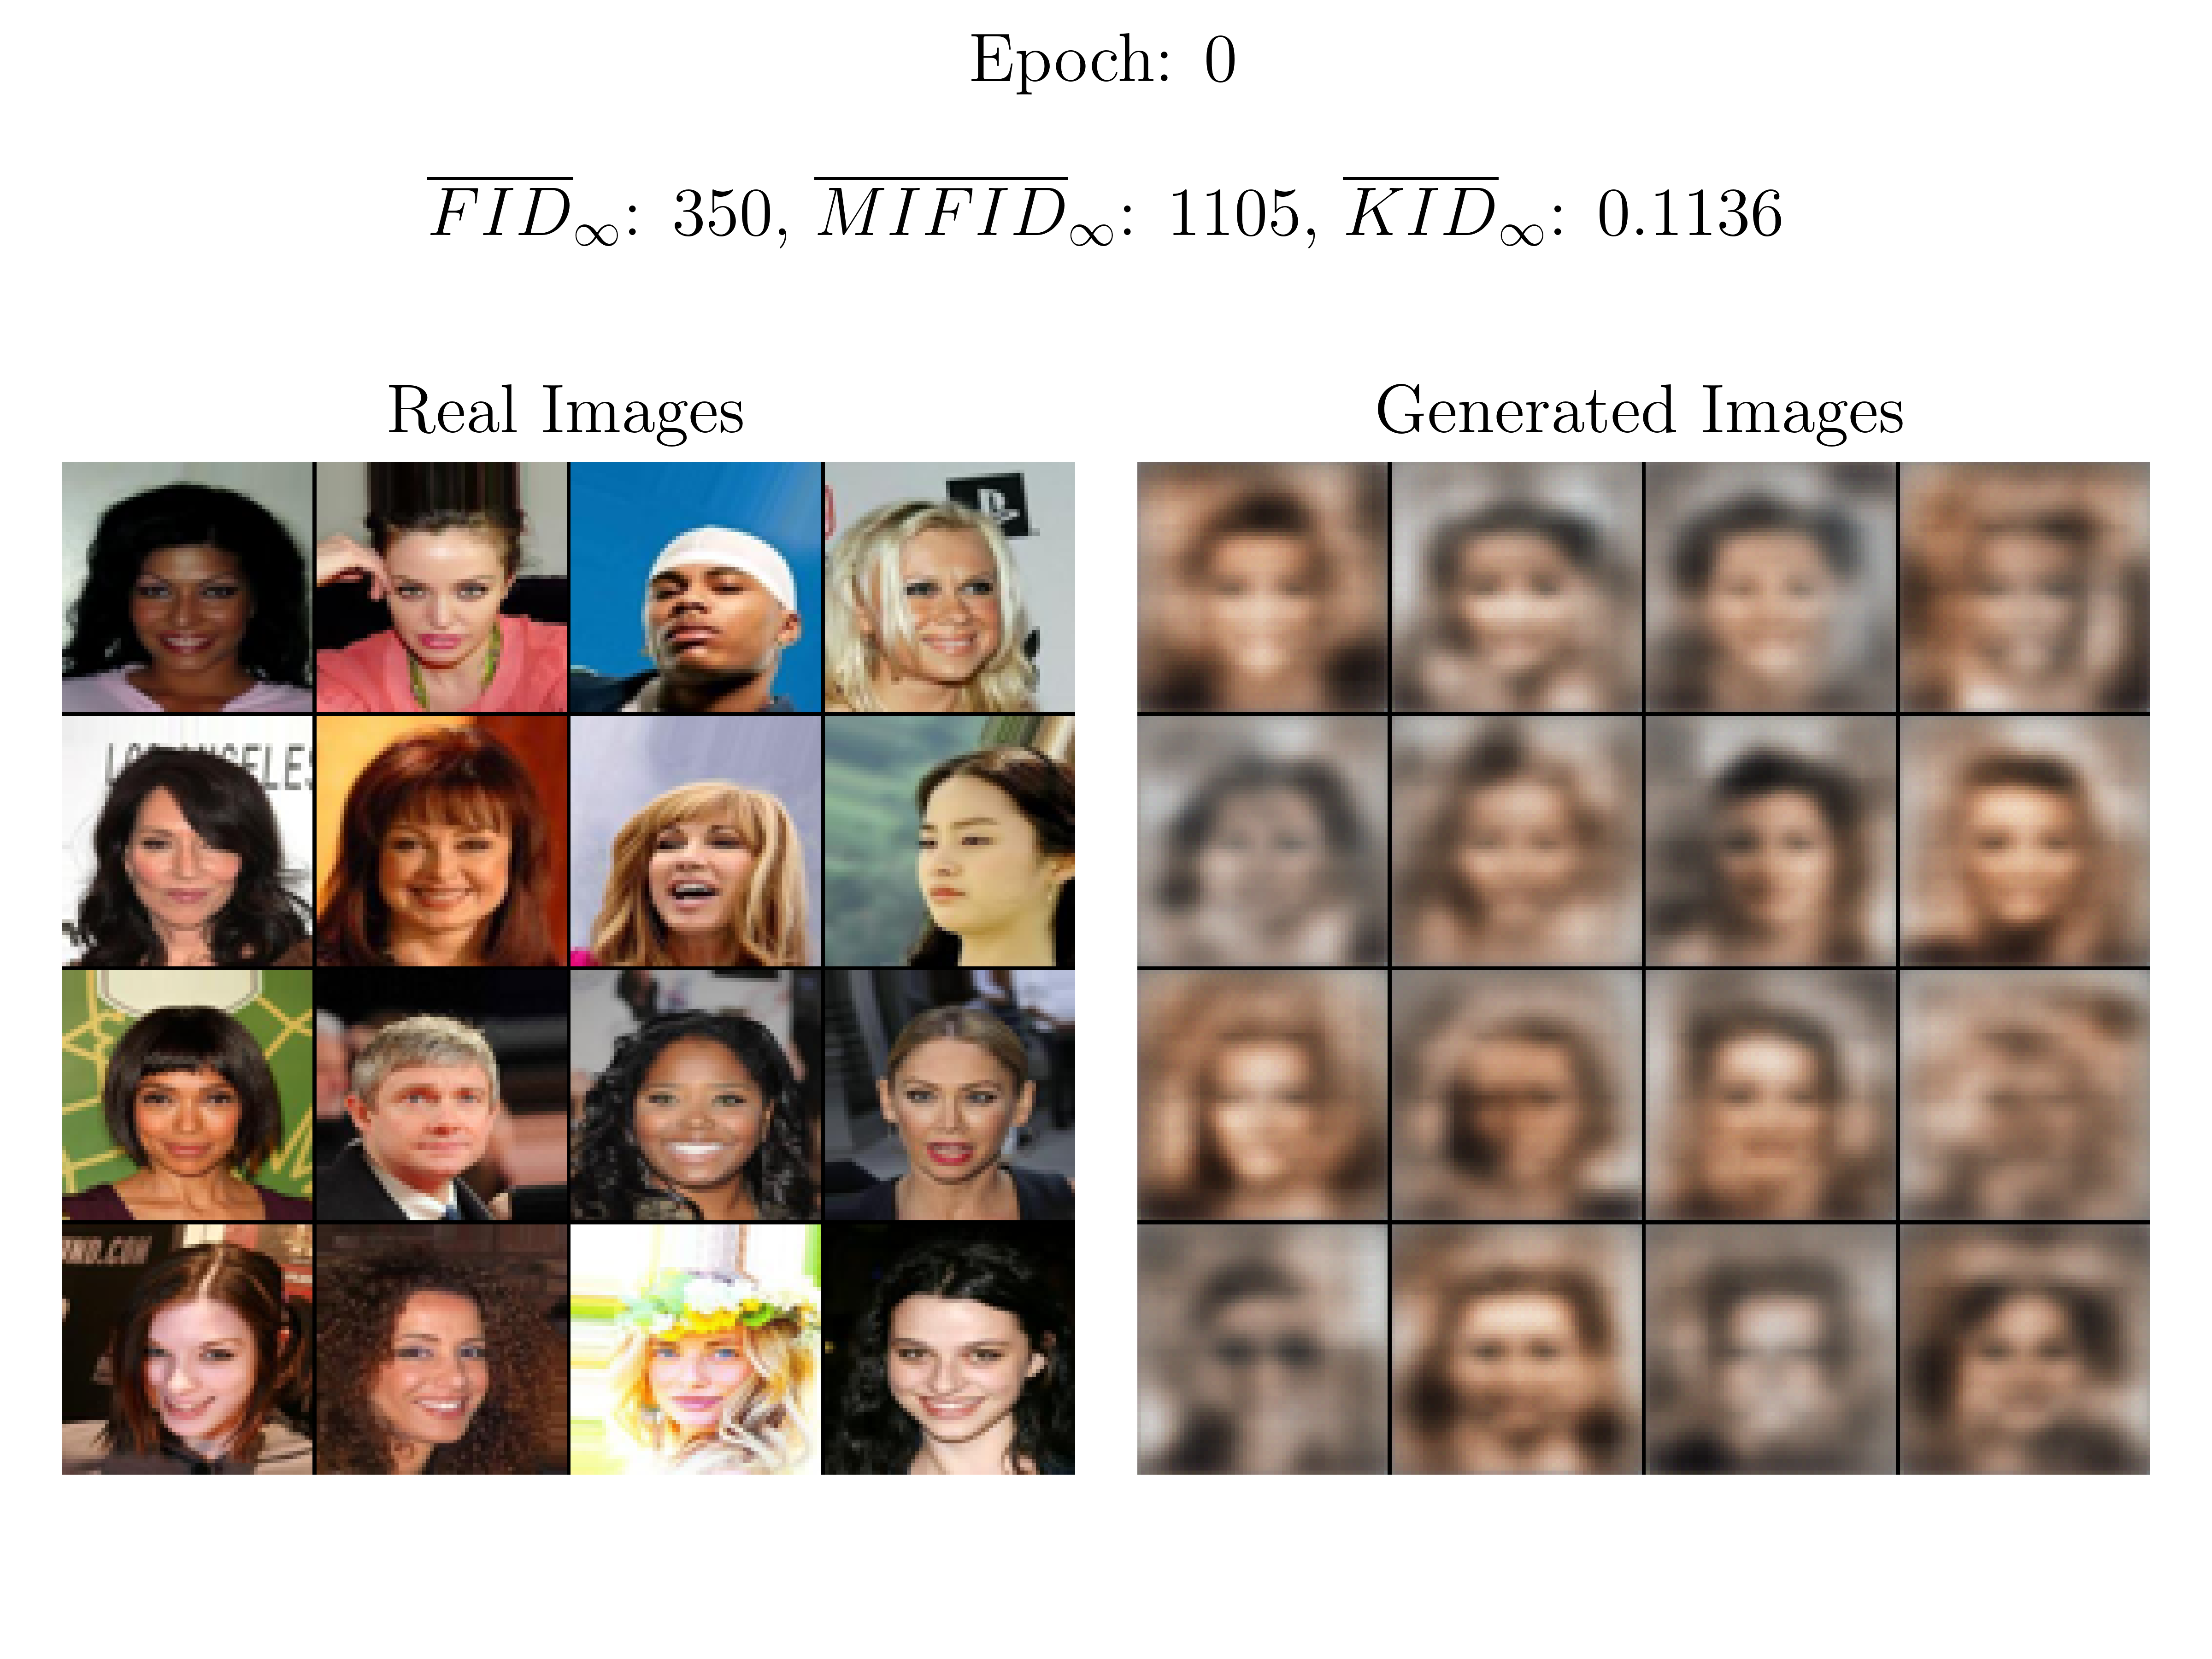 Epoch: 0
FID∞: 350, MIFID∞: 1105, KID∞: 0.1136
Real Images
Generated Images